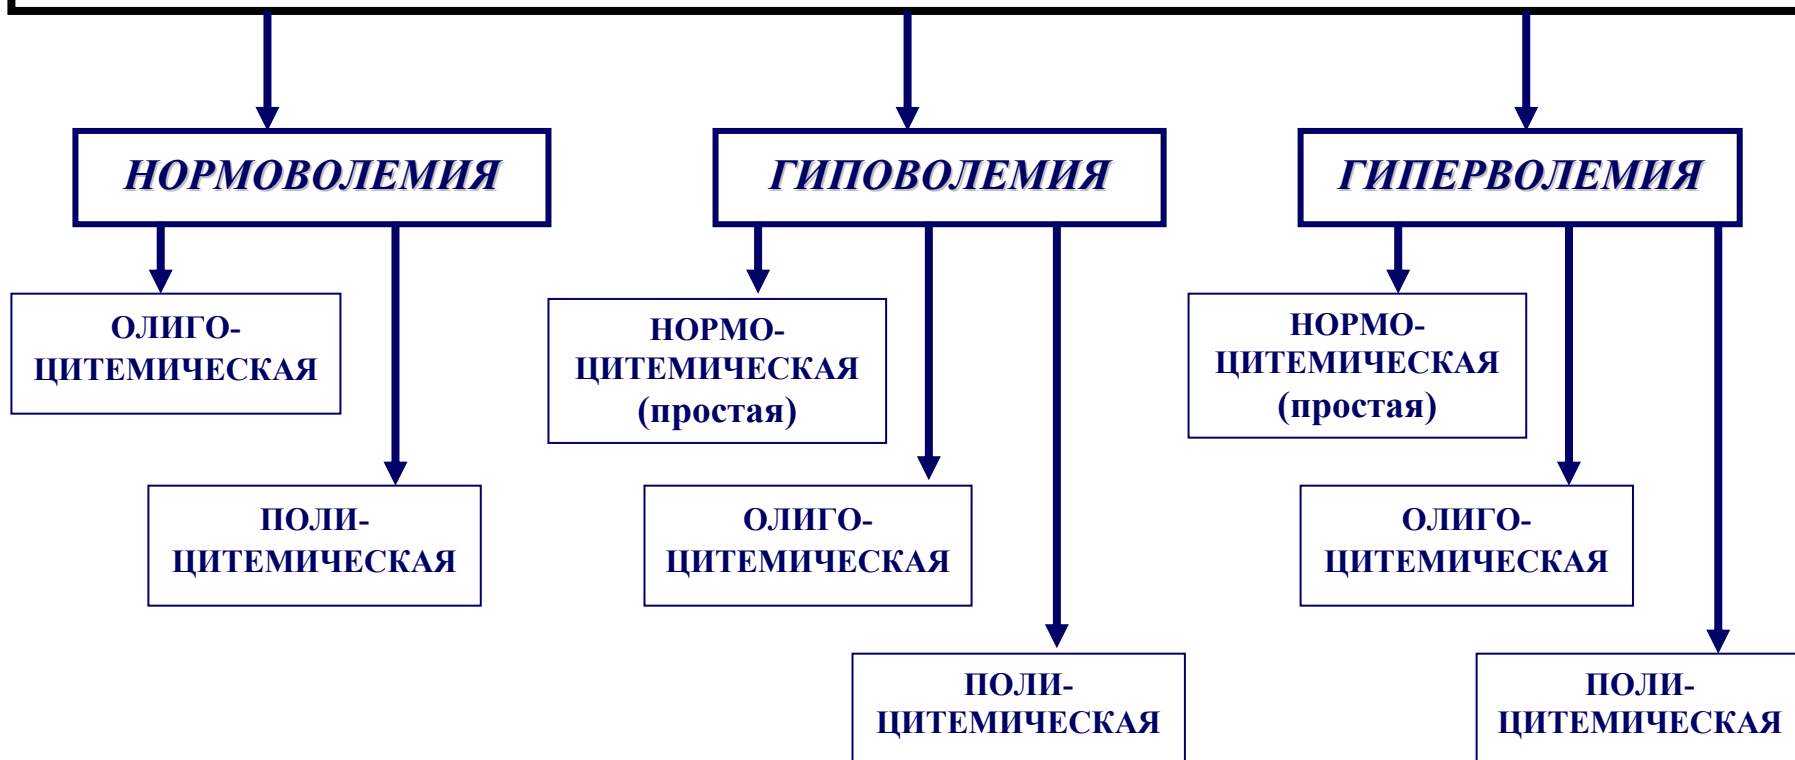 НОРМОВОЛЕМИЯ
ГИПОВОЛЕМИЯ
ГИПЕРВОЛЕМИЯ
ОЛИГО-
ЦИТЕМИЧЕСКАЯ
НОРМО-
ЦИТЕМИЧЕСКАЯ
(простая)
НОРМО-
ЦИТЕМИЧЕСКАЯ
(простая)
ПОЛИ-
ЦИТЕМИЧЕСКАЯ
ОЛИГО-
ЦИТЕМИЧЕСКАЯ
ОЛИГО-
ЦИТЕМИЧЕСКАЯ
ПОЛИ-
ЦИТЕМИЧЕСКАЯ
ПОЛИ-
ЦИТЕМИЧЕСКАЯ